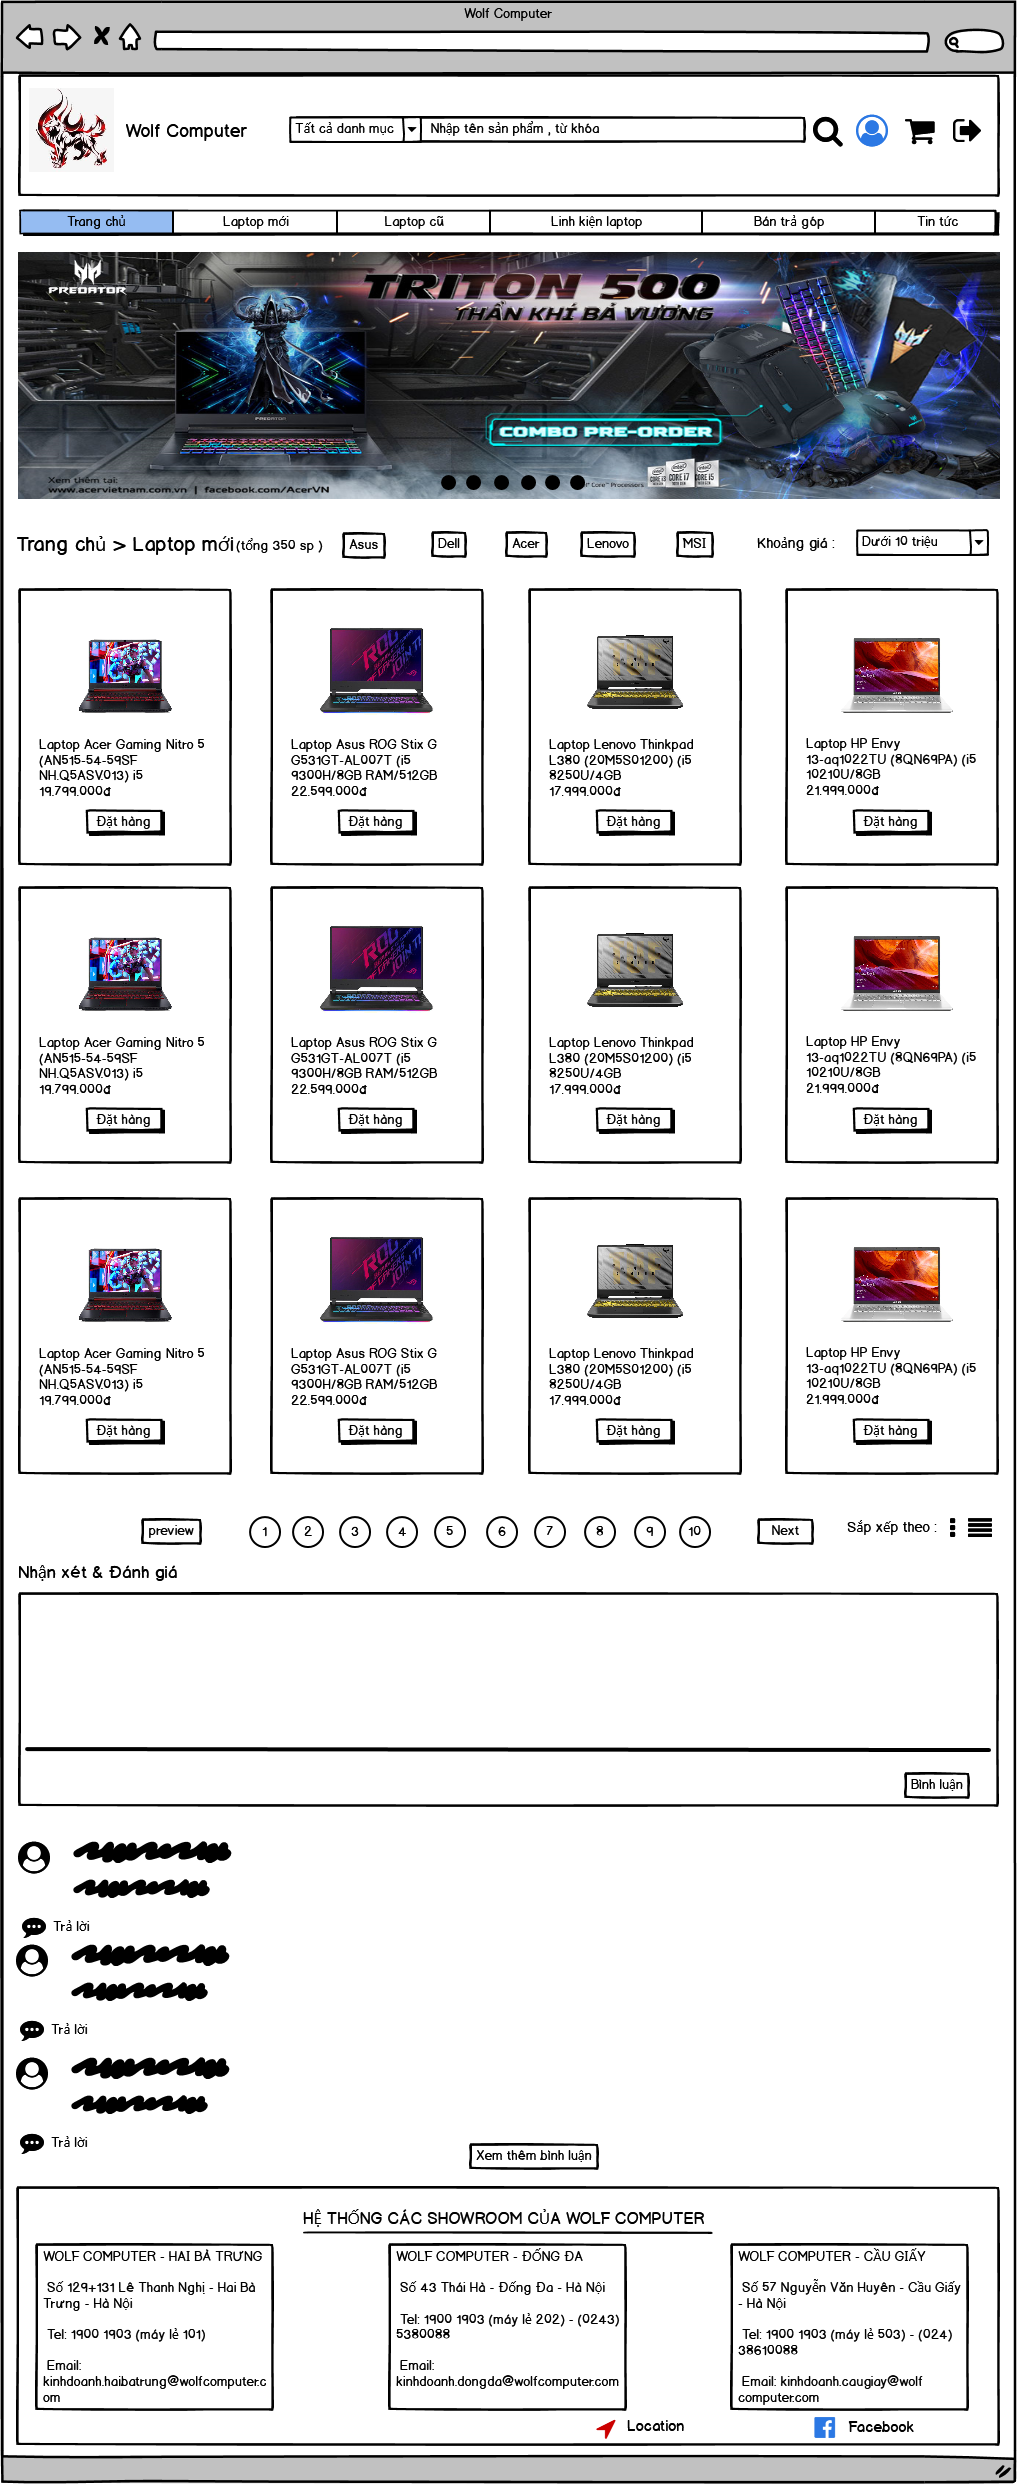 Wolf Computer
Wolf Computer
Tất cả danh mục
Nhập tên sản phẩm , từ khóa
Trang chủ
Laptop mới
Laptop cũ
Linh kiện laptop
Bán trả góp
Tin tức
PREDATOR
TRITON 500
THẦN KHÍ BÁ VƯƠNG
PREDATOR
COMBO PRE-ORDER
Xem thêm tại:
www.acervietnam.com.vn | facebook.com/AcerVN
Core™ Processors
Trang chủ > Laptop mới (tổng 350 sp )
Asus
Dell
Acer
Lenovo
MSI
Khoảng giá :
Dưới 10 triệu
Laptop Acer Gaming Nitro 5
(AN515-54-59SF
NH.Q5ASV.013) i5
19.799.000đ
Đặt hàng
Laptop Asus ROG Stix G
G531GT-AL007T (i5
9300H/8GB RAM/512GB
22.599.000đ
Đặt hàng
Laptop Lenovo Thinkpad
L380 (20M5S01200) (i5
8250U/4GB
17.999.000đ
Đặt hàng
Laptop HP Envy
13-aq1022TU (8QN69PA) (i5
10210U/8GB
21.999.000đ
Đặt hàng
Laptop Acer Gaming Nitro 5
(AN515-54-59SF
NH.Q5ASV.013) i5
19.799.000đ
Đặt hàng
Laptop Asus ROG Stix G
G531GT-AL007T (i5
9300H/8GB RAM/512GB
22.599.000đ
Đặt hàng
Laptop Lenovo Thinkpad
L380 (20M5S01200) (i5
8250U/4GB
17.999.000đ
Đặt hàng
Laptop HP Envy
13-aq1022TU (8QN69PA) (i5
10210U/8GB
21.999.000đ
Đặt hàng
Laptop Acer Gaming Nitro 5
(AN515-54-59SF
NH.Q5ASV.013) i5
19.799.000đ
Đặt hàng
Laptop Asus ROG Stix G
G531GT-AL007T (i5
9300H/8GB RAM/512GB
22.599.000đ
Đặt hàng
Laptop Lenovo Thinkpad
L380 (20M5S01200) (i5
8250U/4GB
17.999.000đ
Đặt hàng
Laptop HP Envy
13-aq1022TU (8QN69PA) (i5
10210U/8GB
21.999.000đ
Đặt hàng
preview
1 2 3 4 5 6 7 8 9 10
Next
Sắp xếp theo :
Nhận xét & Đánh giá
Bình luận
Trả lời
Trả lời
Trả lời
Xem thêm bình luận
HỆ THỐNG CÁC SHOWROOM CỦA WOLF COMPUTER
WOLF COMPUTER - HAI BÀ TRƯNG
Số 129+131 Lê Thanh Nghị - Hai Bà
Trưng - Hà Nội
Tel: 1900 1903 (máy lẻ 101)
Email:
kinhdoanh.haibatrung@wolfcomputer.c
om
WOLF COMPUTER - ĐỐNG ĐA
Số 43 Thái Hà - Đống Đa - Hà Nội
Tel: 1900 1903 (máy lẻ 202) - (0243)
5380088
Email:
kinhdoanh.dongda@wolfcomputer.com
WOLF COMPUTER - CẦU GIẤY
Số 57 Nguyễn Văn Huyên - Cầu Giấy
- Hà Nội
Tel: 1900 1903 (máy lẻ 503) - (024)
38610088
Email: kinhdoanh.caugiay@wolf
computer.com
Location
Facebook